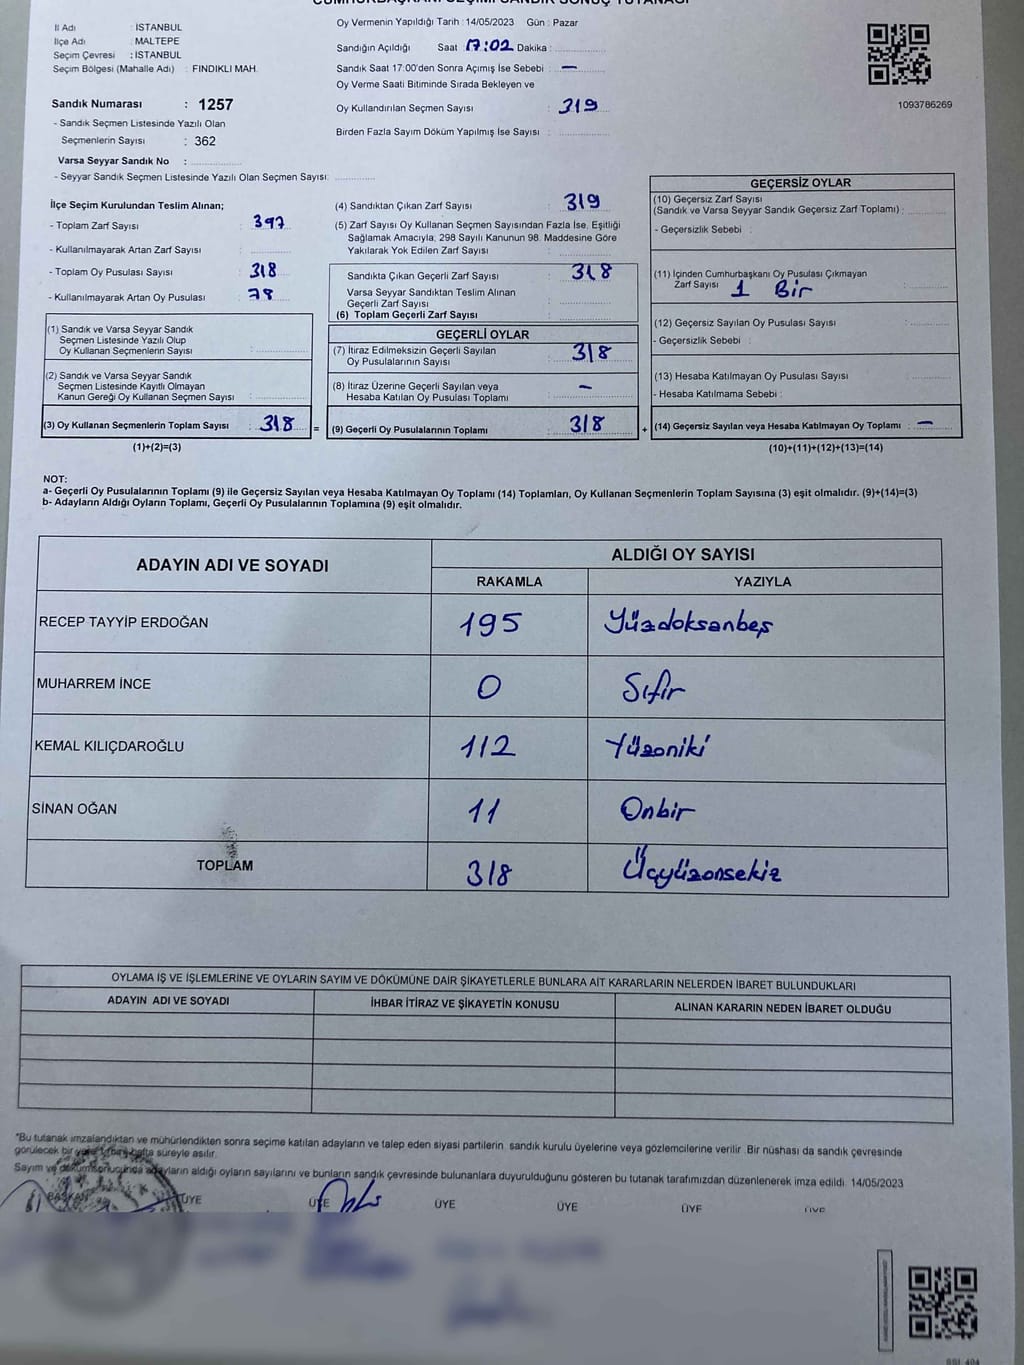 CUMHURBAŞKANI SEÇİMİ SANDIK SONUÇ TUTANAĞI
İl Adı : İSTANBUL
İlçe Adı : MALTEPE
Seçim Çevresi : İSTANBUL
Seçim Bölgesi (Mahalle Adı) : FINDIKLI MAH.
Sandık Numarası : 1257
- Sandık Seçmen Listesinde Yazılı Olan
Seçmenlerin Sayısı : 362
Varsa Seyyar Sandık No :
- Seyyar Sandık Seçmen Listesinde Yazılı Olan Seçmen Sayısı:
Oy Vermenin Yapıldığı Tarih : 14/05/2023 Gün : Pazar
Sandığın Açıldığı Saat 17:02 Dakika :
Sandık Saat 17:00'den Sonra Açımış İse Sebebi : —
Oy Verme Saati Bitiminde Sırada Bekleyen ve
Oy Kullandırılan Seçmen Sayısı : 319
Birden Fazla Sayım Döküm Yapılmış İse Sayısı :
1093786269
İlçe Seçim Kurulundan Teslim Alınan;
- Toplam Zarf Sayısı : 397
- Kullanılmayarak Artan Zarf Sayısı :
- Toplam Oy Pusulası Sayısı : 318
- Kullanılmayarak Artan Oy Pusulası : 78
(1) Sandık ve Varsa Seyyar Sandık
Seçmen Listesinde Yazılı Olup
Oy Kullanan Seçmenlerin Sayısı :
(2) Sandık ve Varsa Seyyar Sandık
Seçmen Listesinde Kayıtlı Olmayan
Kanun Gereği Oy Kullanan Seçmen Sayısı :
(3) Oy Kullanan Seçmenlerin Toplam Sayısı : 318 =
(1)+(2)=(3)
(4) Sandıktan Çıkan Zarf Sayısı : 319
(5) Zarf Sayısı Oy Kullanan Seçmen Sayısından Fazla İse, Eşitliği
Sağlamak Amacıyla, 298 Sayılı Kanunun 98. Maddesine Göre
Yakılarak Yok Edilen Zarf Sayısı :
Sandıkta Çıkan Geçerli Zarf Sayısı : 318
Varsa Seyyar Sandıktan Teslim Alınan
Geçerli Zarf Sayısı :
(6) Toplam Geçerli Zarf Sayısı :
GEÇERLİ OYLAR
(7) İtiraz Edilmeksizin Geçerli Sayılan
Oy Pusulalarının Sayısı : 318
(8) İtiraz Üzerine Geçerli Sayılan veya
Hesaba Katılan Oy Pusulası Toplamı : —
(9) Geçerli Oy Pusulalarının Toplamı : 318 +
GEÇERSİZ OYLAR
(10) Geçersiz Zarf Sayısı
(Sandık ve Varsa Seyyar Sandık Geçersiz Zarf Toplamı) :
- Geçersizlik Sebebi :
(11) İçinden Cumhurbaşkanı Oy Pusulası Çıkmayan
Zarf Sayısı 1 Bir :
(12) Geçersiz Sayılan Oy Pusulası Sayısı :
- Geçersizlik Sebebi :
(13) Hesaba Katılmayan Oy Pusulası Sayısı :
- Hesaba Katılmama Sebebi :
(14) Geçersiz Sayılan veya Hesaba Katılmayan Oy Toplamı : —
(10)+(11)+(12)+(13)=(14)
NOT:
a- Geçerli Oy Pusulalarının Toplamı (9) ile Geçersiz Sayılan veya Hesaba Katılmayan Oy Toplamı (14) Toplamları, Oy Kullanan Seçmenlerin Toplam Sayısına (3) eşit olmalıdır. (9)+(14)=(3)
b- Adayların Aldığı Oyların Toplamı, Geçerli Oy Pusulalarının Toplamına (9) eşit olmalıdır.
ADAYIN ADI VE SOYADI ALDIĞI OY SAYISI
RAKAMLA YAZIYLA
RECEP TAYYİP ERDOĞAN 195 Yüzdoksanbeş
MUHARREM İNCE 0 Sıfır
KEMAL KILIÇDAROĞLU 112 Yüzoniki
SİNAN OĞAN 11 Onbir
TOPLAM 318 Üçyüzonsekiz
OYLAMA İŞ VE İŞLEMLERİNE VE OYLARIN SAYIM VE DÖKÜMÜNE DAİR ŞİKAYETLERLE BUNLARA AİT KARARLARIN NELERDEN İBARET BULUNDUKLARI
ADAYIN ADI VE SOYADI İHBAR İTİRAZ VE ŞİKAYETİN KONUSU ALINAN KARARIN NEDEN İBARET OLDUĞU
*Bu tutanak imzalandıktan ve mühürlendikten sonra seçime katılan adayların ve talep eden siyasi partilerin sandık kurulu üyelerine veya gözlemcilerine verilir. Bir nüshası da sandık çevresinde
görülecek bir yere 1 bir hafta süreyle asılır.
Sayım ve dökümsonucunda adayların aldığı oyların sayılarını ve bunların sandık çevresinde bulunanlara duyurulduğunu gösteren bu tutanak tarafımızdan düzenlenerek imza edildi. 14/05/2023
BAŞKAN ÜYE ÜYE ÜYE ÜYE ÜYE ÜYE